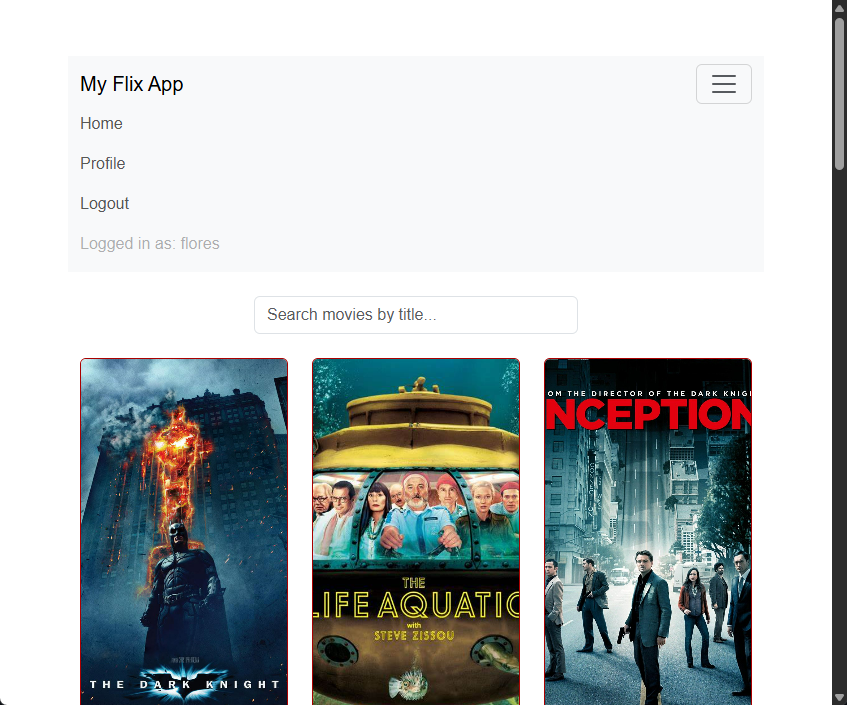 My Flix App
Home
Profile
Logout
Logged in as: flores
Search movies by title...
THE DARK KNIGHT
THE
LIFE AQUATIC
with
STEVE ZISSOU
OM THE DIRECTOR OF THE DARK KNIG
NCEPTION